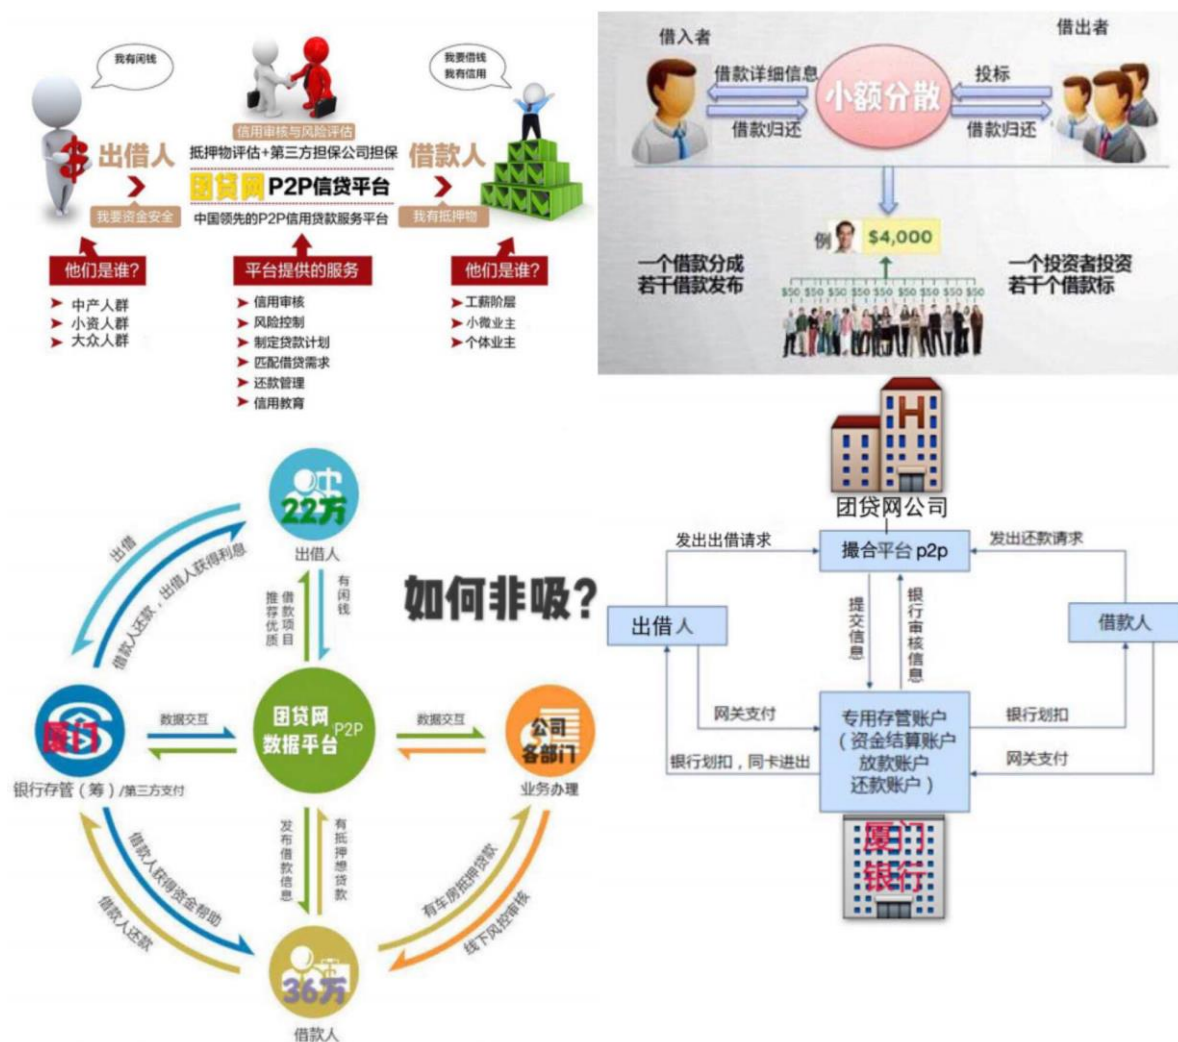 我有闲钱
我要借钱
我有信用
信用审核与风险评估
出借人
抵押物评估+第三方担保公司担保
借款人
团贷网P2P信贷平台
我要资金安全
中国领先的P2P信用贷款服务平台
我有抵押物
他们是谁?
中产人群
小资人群
大众人群
平台提供的服务
信用审核
风险控制
制定贷款计划
匹配借贷需求
还款管理
信用教育
他们是谁?
工薪阶层
小微业主
个体业主
借入者
借出者
借款详细信息
小额分散
投标
借款归还
借款归还
例
$4,000
一个借款分成
若干借款发布
一个投资者投资
若干个借款标
$50 $50 $50 $50 $50 $50 $50 $50 $50
22万
出借人
出借
借款人还款,出借人获得利息
推荐优质
借款项目
有闲钱
如何非吸?
厦门
银行存管(筹)/第三方支付
数据交互
团贷网
P2P
数据平台
数据交互
公司
各部门
业务办理
借款人获得资金帮助
借款人还款
发布借款信息
有抵押想贷款
有车房抵押贷款
线下风控审核
36万
借款人
H
团贷网公司
发出出借请求
撮合平台 p2p
发出还款请求
出借人
提交信息
银行审核信息
借款人
网关支付
专用存管账户
(资金结算账户
放款账户
还款账户)
银行划扣
银行划扣,同卡进出
网关支付
厦门
银行